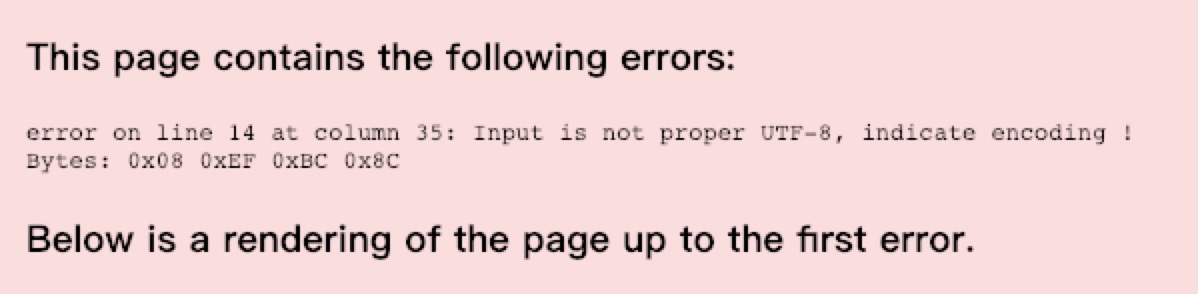 This page contains the following errors:
error on line 14 at column 35: Input is not proper UTF-8, indicate encoding !
Bytes: 0x08 0xEF 0xBC 0x8C
Below is a rendering of the page up to the first error.